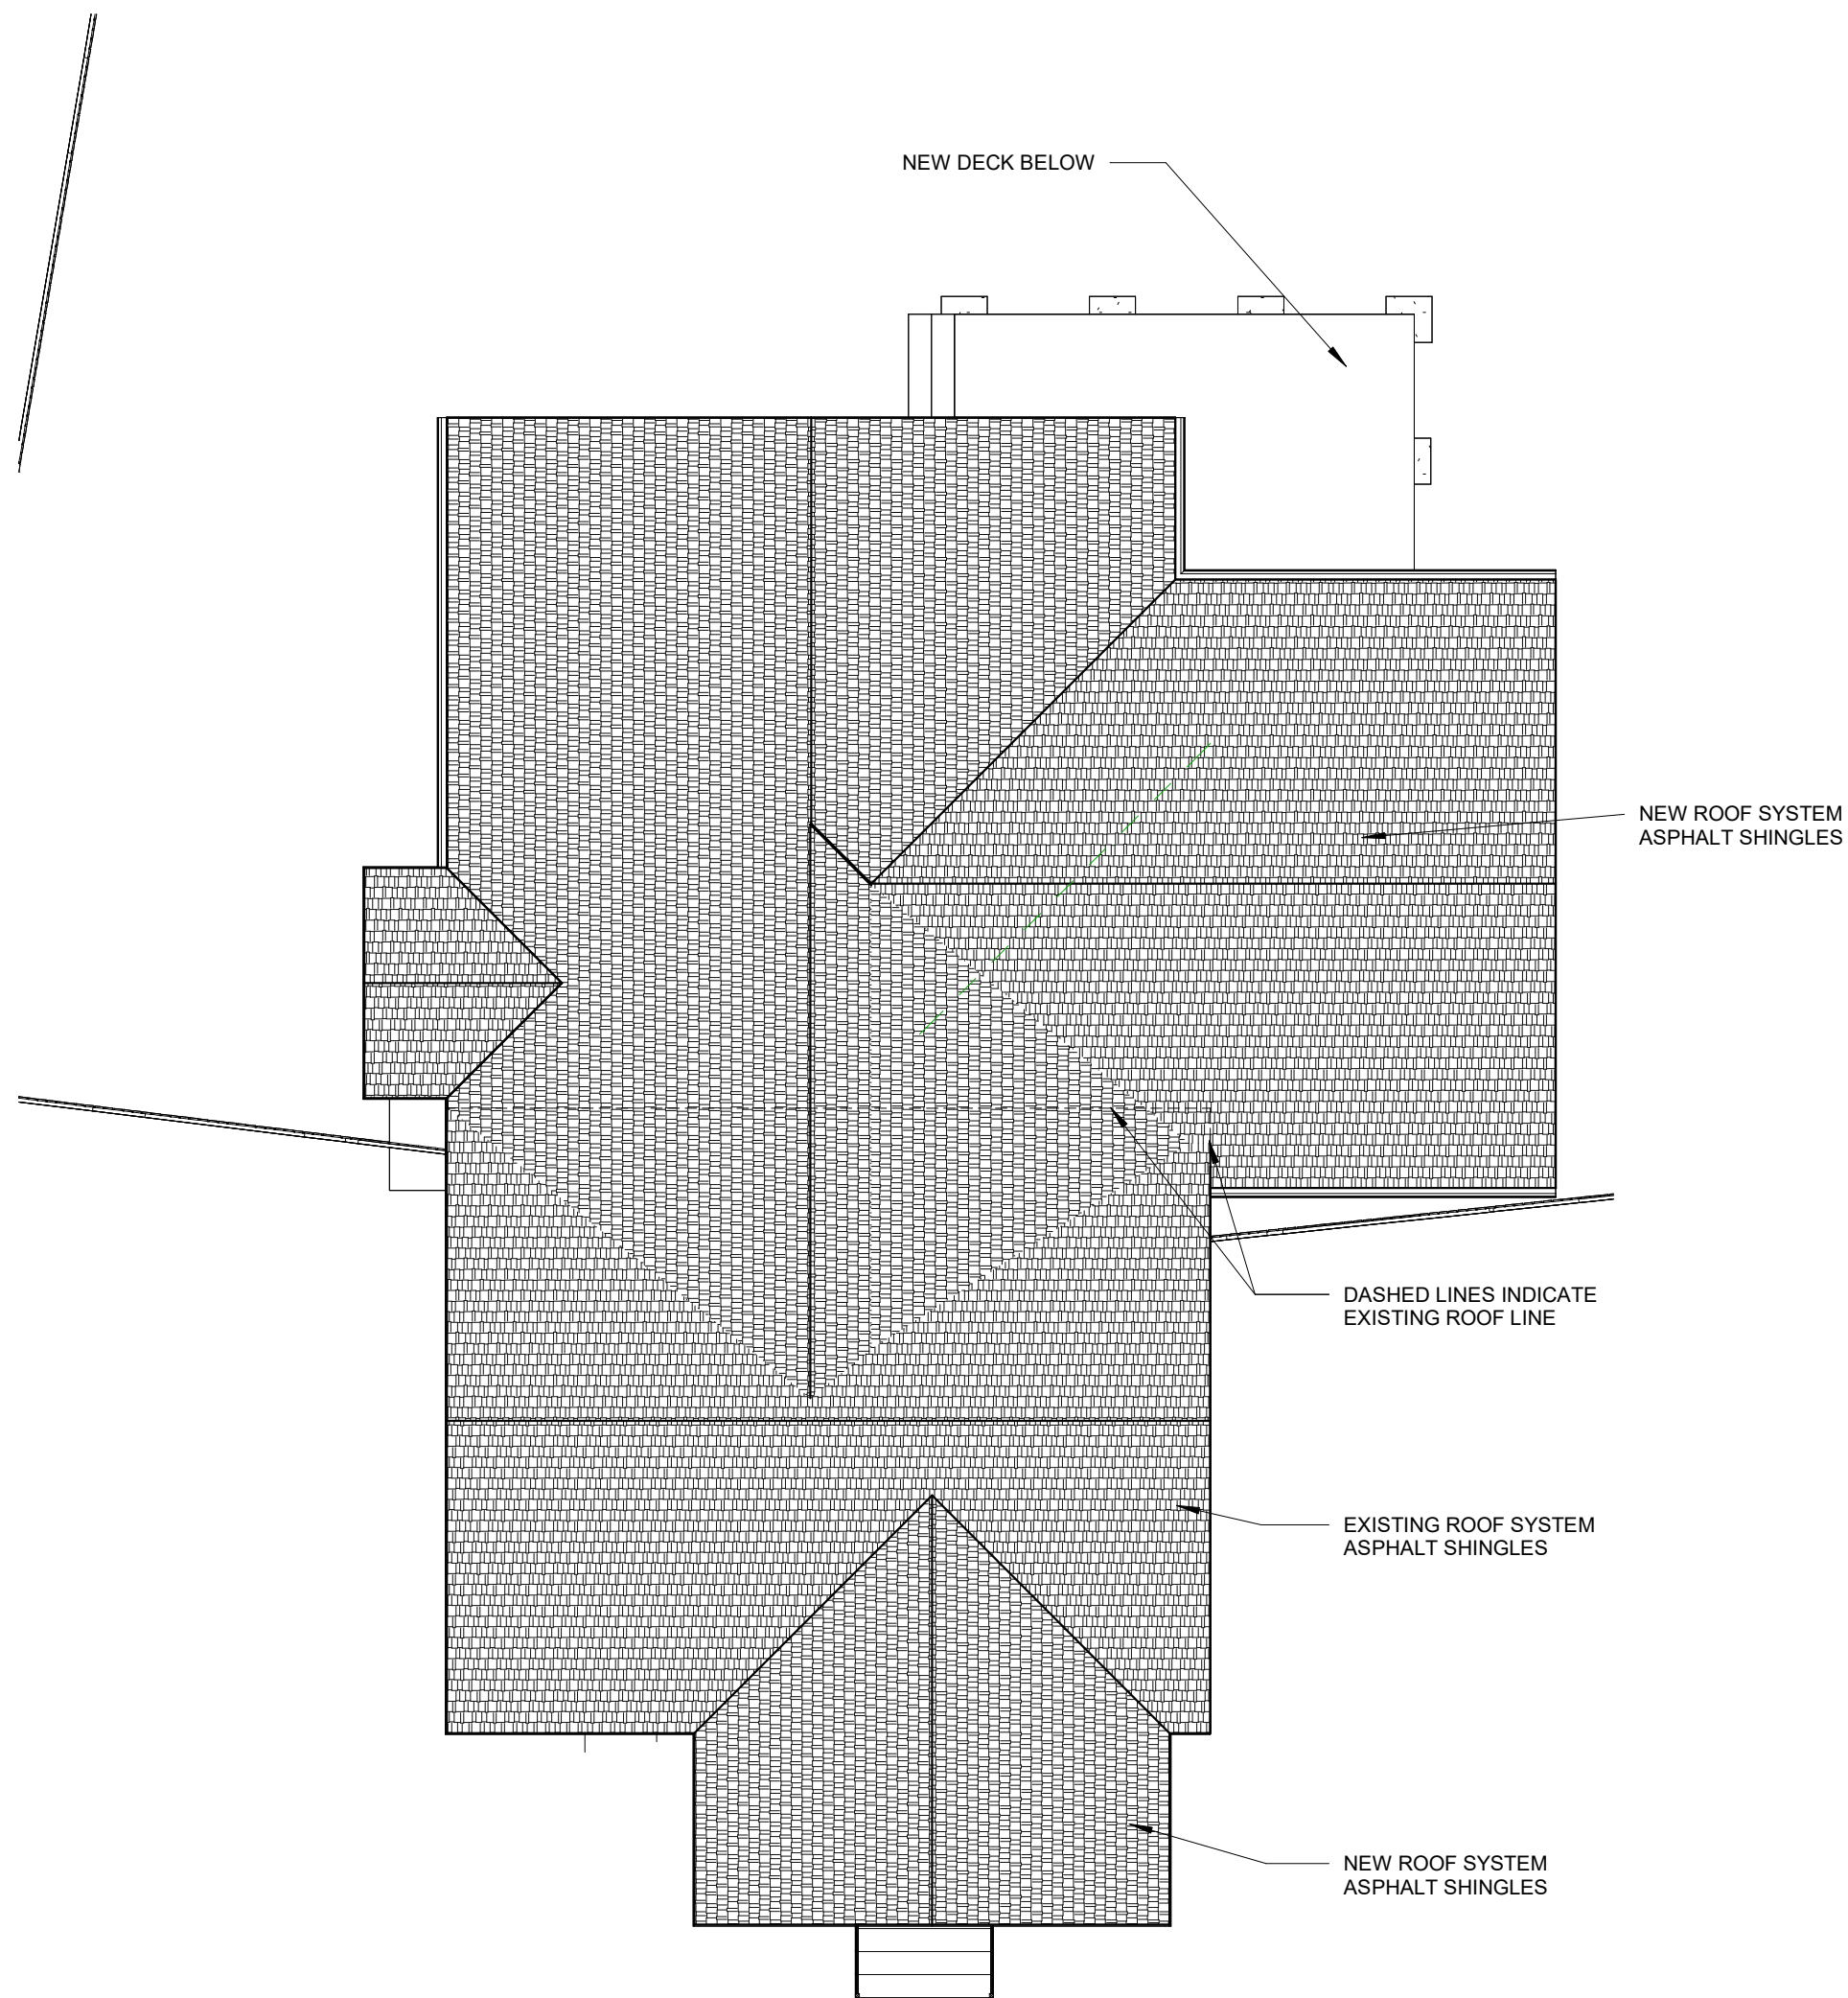 NEW DECK BELOW
NEW ROOF SYSTEM
ASPHALT SHINGLES
DASHED LINES INDICATE
EXISTING ROOF LINE
EXISTING ROOF SYSTEM
ASPHALT SHINGLES
NEW ROOF SYSTEM
ASPHALT SHINGLES